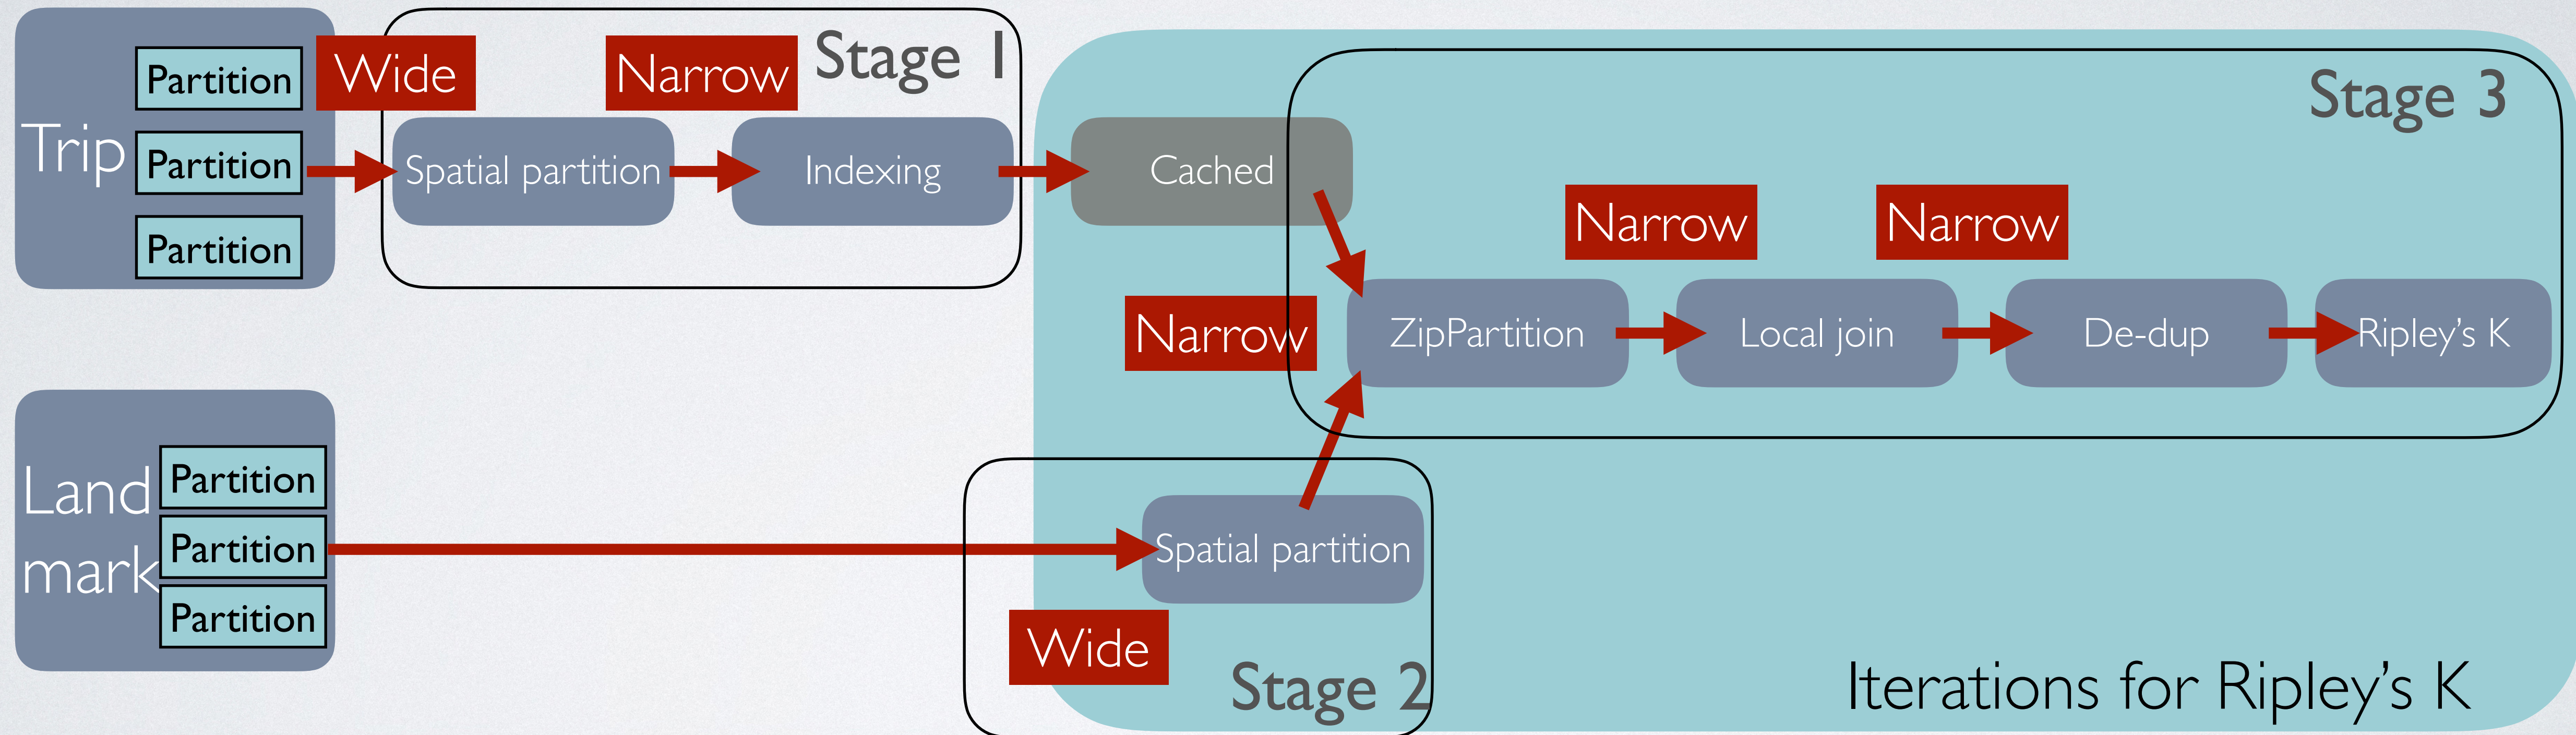 Trip
Partition
Partition
Partition
Wide
Narrow
Stage 1
Spatial partition
Indexing
Cached
Stage 3
Narrow
Narrow
Narrow
ZipPartition
Local join
De-dup
Ripley's K
Land
mark
Partition
Partition
Partition
Spatial partition
Wide
Stage 2
Iterations for Ripley's K